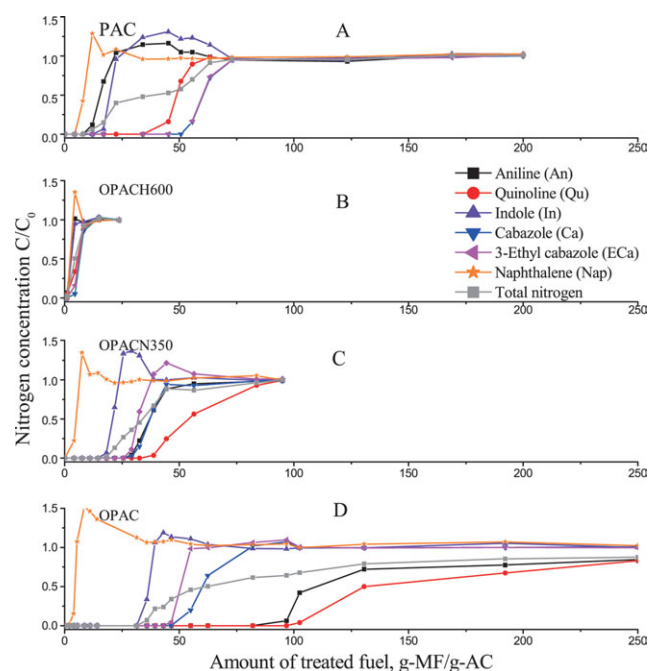 PAC
A
1.5
1.0
0.5
0.0
0 50 100 150 200 250
OPACH600
B
1.5
1.0
0.5
0.0
0 50 100 150 200 250
Aniline (An)
Quinoline (Qu)
Indole (In)
Cabazole (Ca)
3-Ethyl cabazole (ECa)
Naphthalene (Nap)
Total nitrogen
OPACN350
C
1.5
1.0
0.5
0.0
0 50 100 150 200 250
OPAC
D
1.5
1.0
0.5
0.0
0 50 100 150 200 250
Nitrogen concentration C/C₀
Amount of treated fuel, g-MF/g-AC